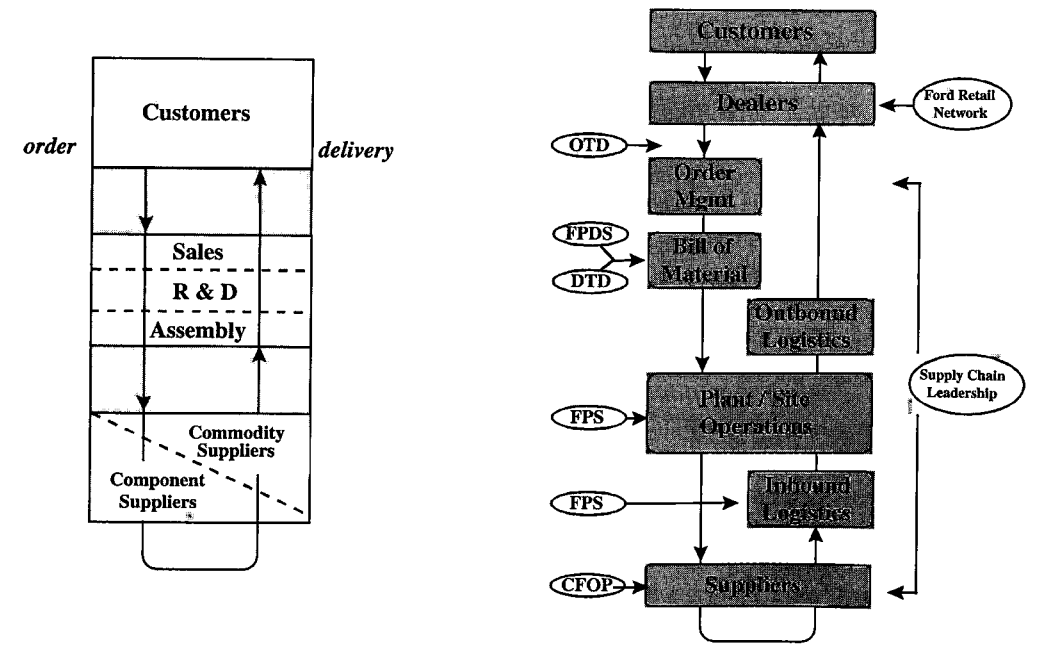 order
Customers
delivery
Sales
R & D
Assembly
Commodity
Suppliers
Component
Suppliers
Customers
Dealers
Ford Retail
Network
OTD
Order
Mgmt
FPDS
DTD
Bill of
Material
Outbound
Logistics
Supply Chain
Leadership
FPS
Plant / Site
Operations
FPS
Inbound
Logistics
CFOP
Suppliers